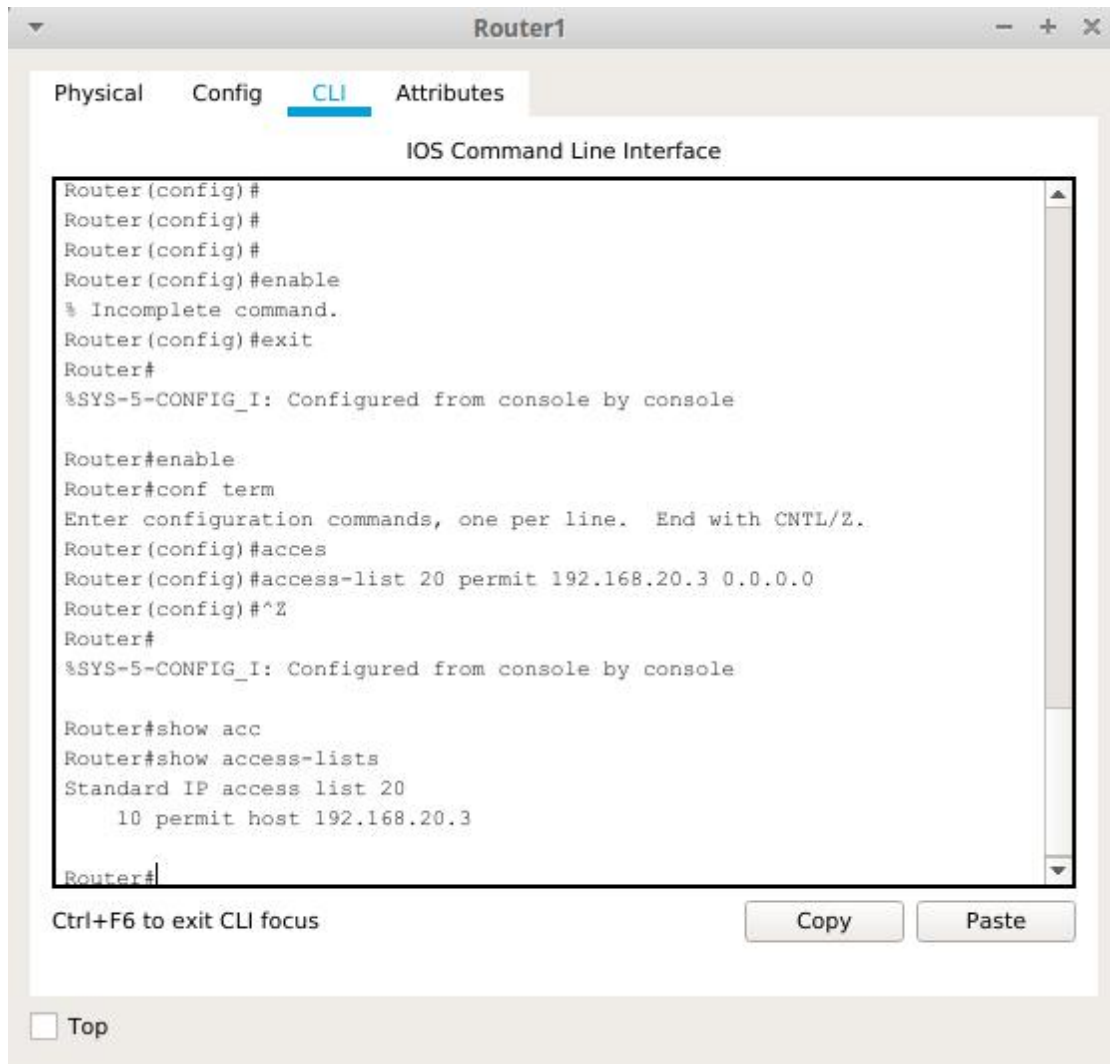 Router1
Physical Config CLI Attributes
IOS Command Line Interface
Router(config)#
Router(config)#
Router(config)#
Router(config)#enable
% Incomplete command.
Router(config)#exit
Router#
%SYS-5-CONFIG_I: Configured from console by console
Router#enable
Router#conf term
Enter configuration commands, one per line.  End with CNTL/Z.
Router(config)#acces
Router(config)#access-list 20 permit 192.168.20.3 0.0.0.0
Router(config)#^Z
Router#
%SYS-5-CONFIG_I: Configured from console by console
Router#show acc
Router#show access-lists
Standard IP access list 20
    10 permit host 192.168.20.3
Router#
Ctrl+F6 to exit CLI focus Copy Paste
Top